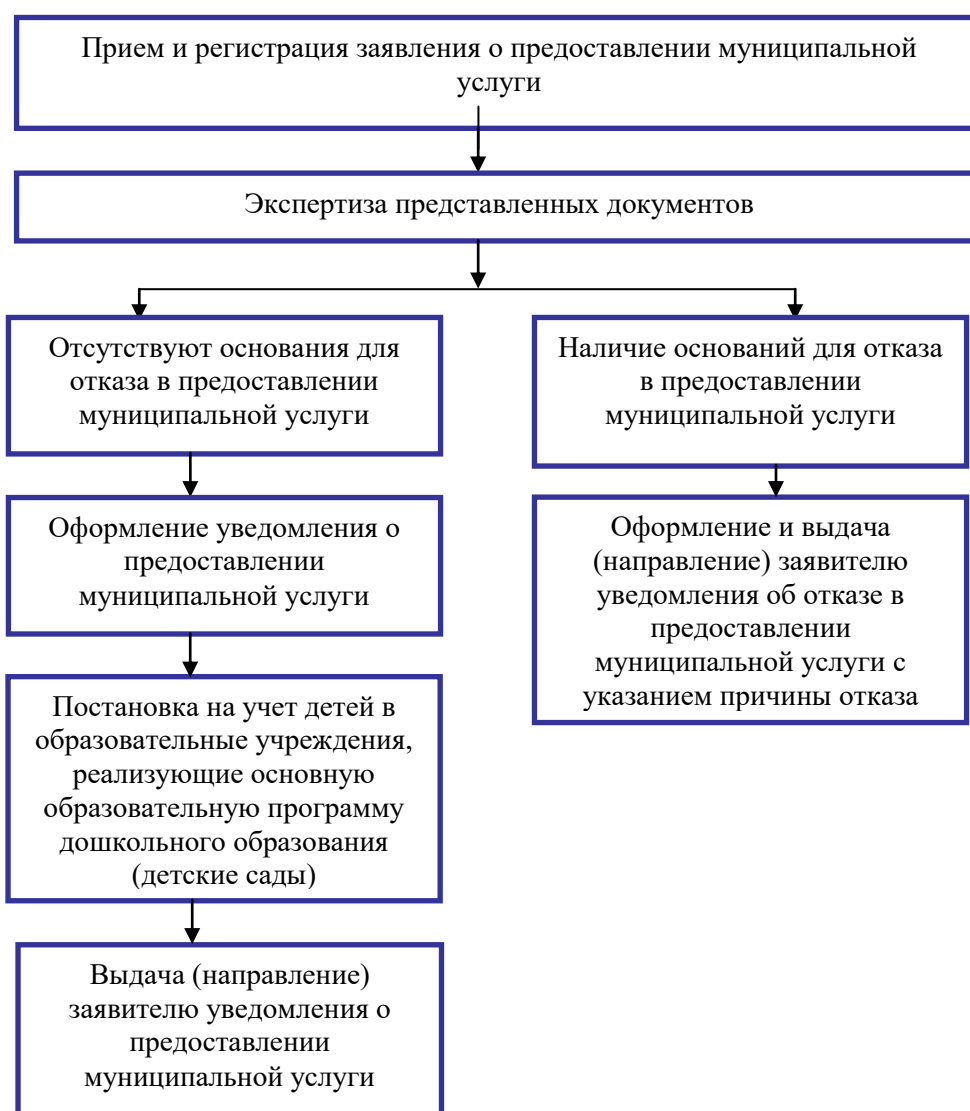 Прием и регистрация заявления о предоставлении муниципальной
услуги
Экспертиза представленных документов
Отсутствуют основания для
отказа в предоставлении
муниципальной услуги
Наличие оснований для отказа
в предоставлении
муниципальной услуги
Оформление уведомления о
предоставлении
муниципальной услуги
Оформление и выдача
(направление) заявителю
уведомления об отказе в
предоставлении
муниципальной услуги с
указанием причины отказа
Постановка на учет детей в
образовательные учреждения,
реализующие основную
образовательную программу
дошкольного образования
(детские сады)
Выдача (направление)
заявителю уведомления о
предоставлении
муниципальной услуги